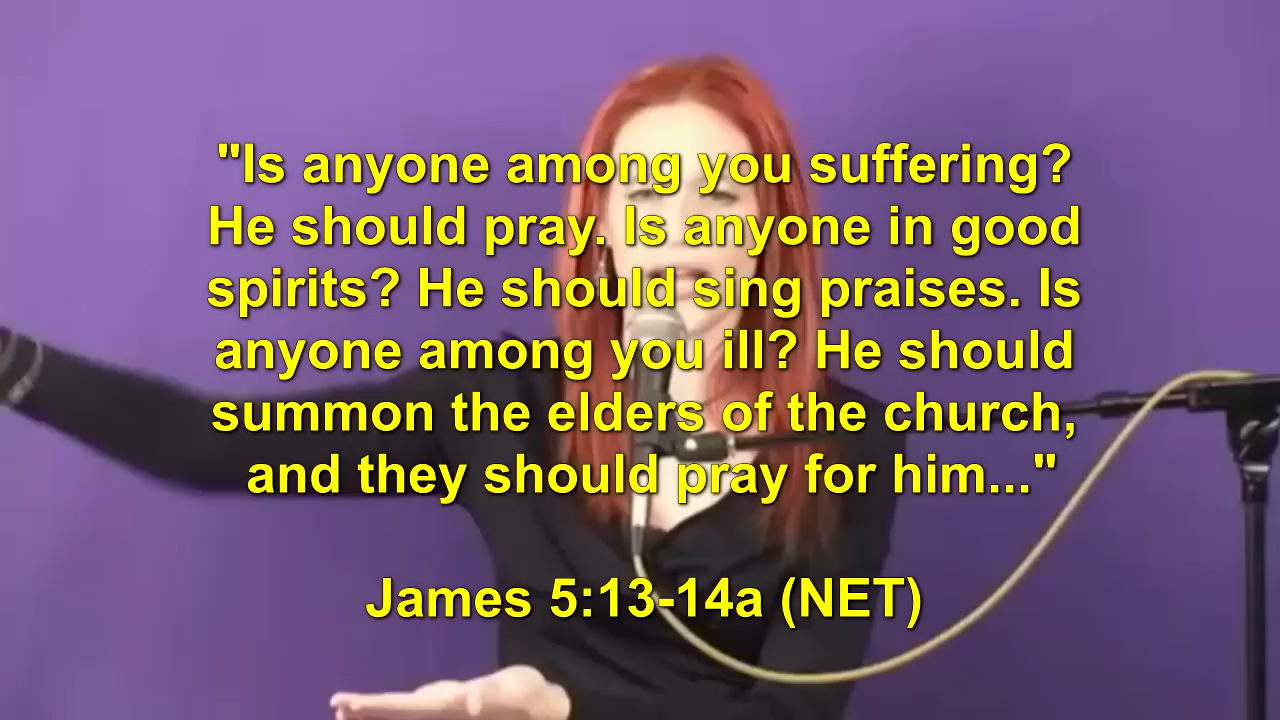 "Is anyone among you suffering?
He should pray. Is anyone in good
spirits? He should sing praises. Is
anyone among you ill? He should
summon the elders of the church,
and they should pray for him..."
James 5:13-14a (NET)